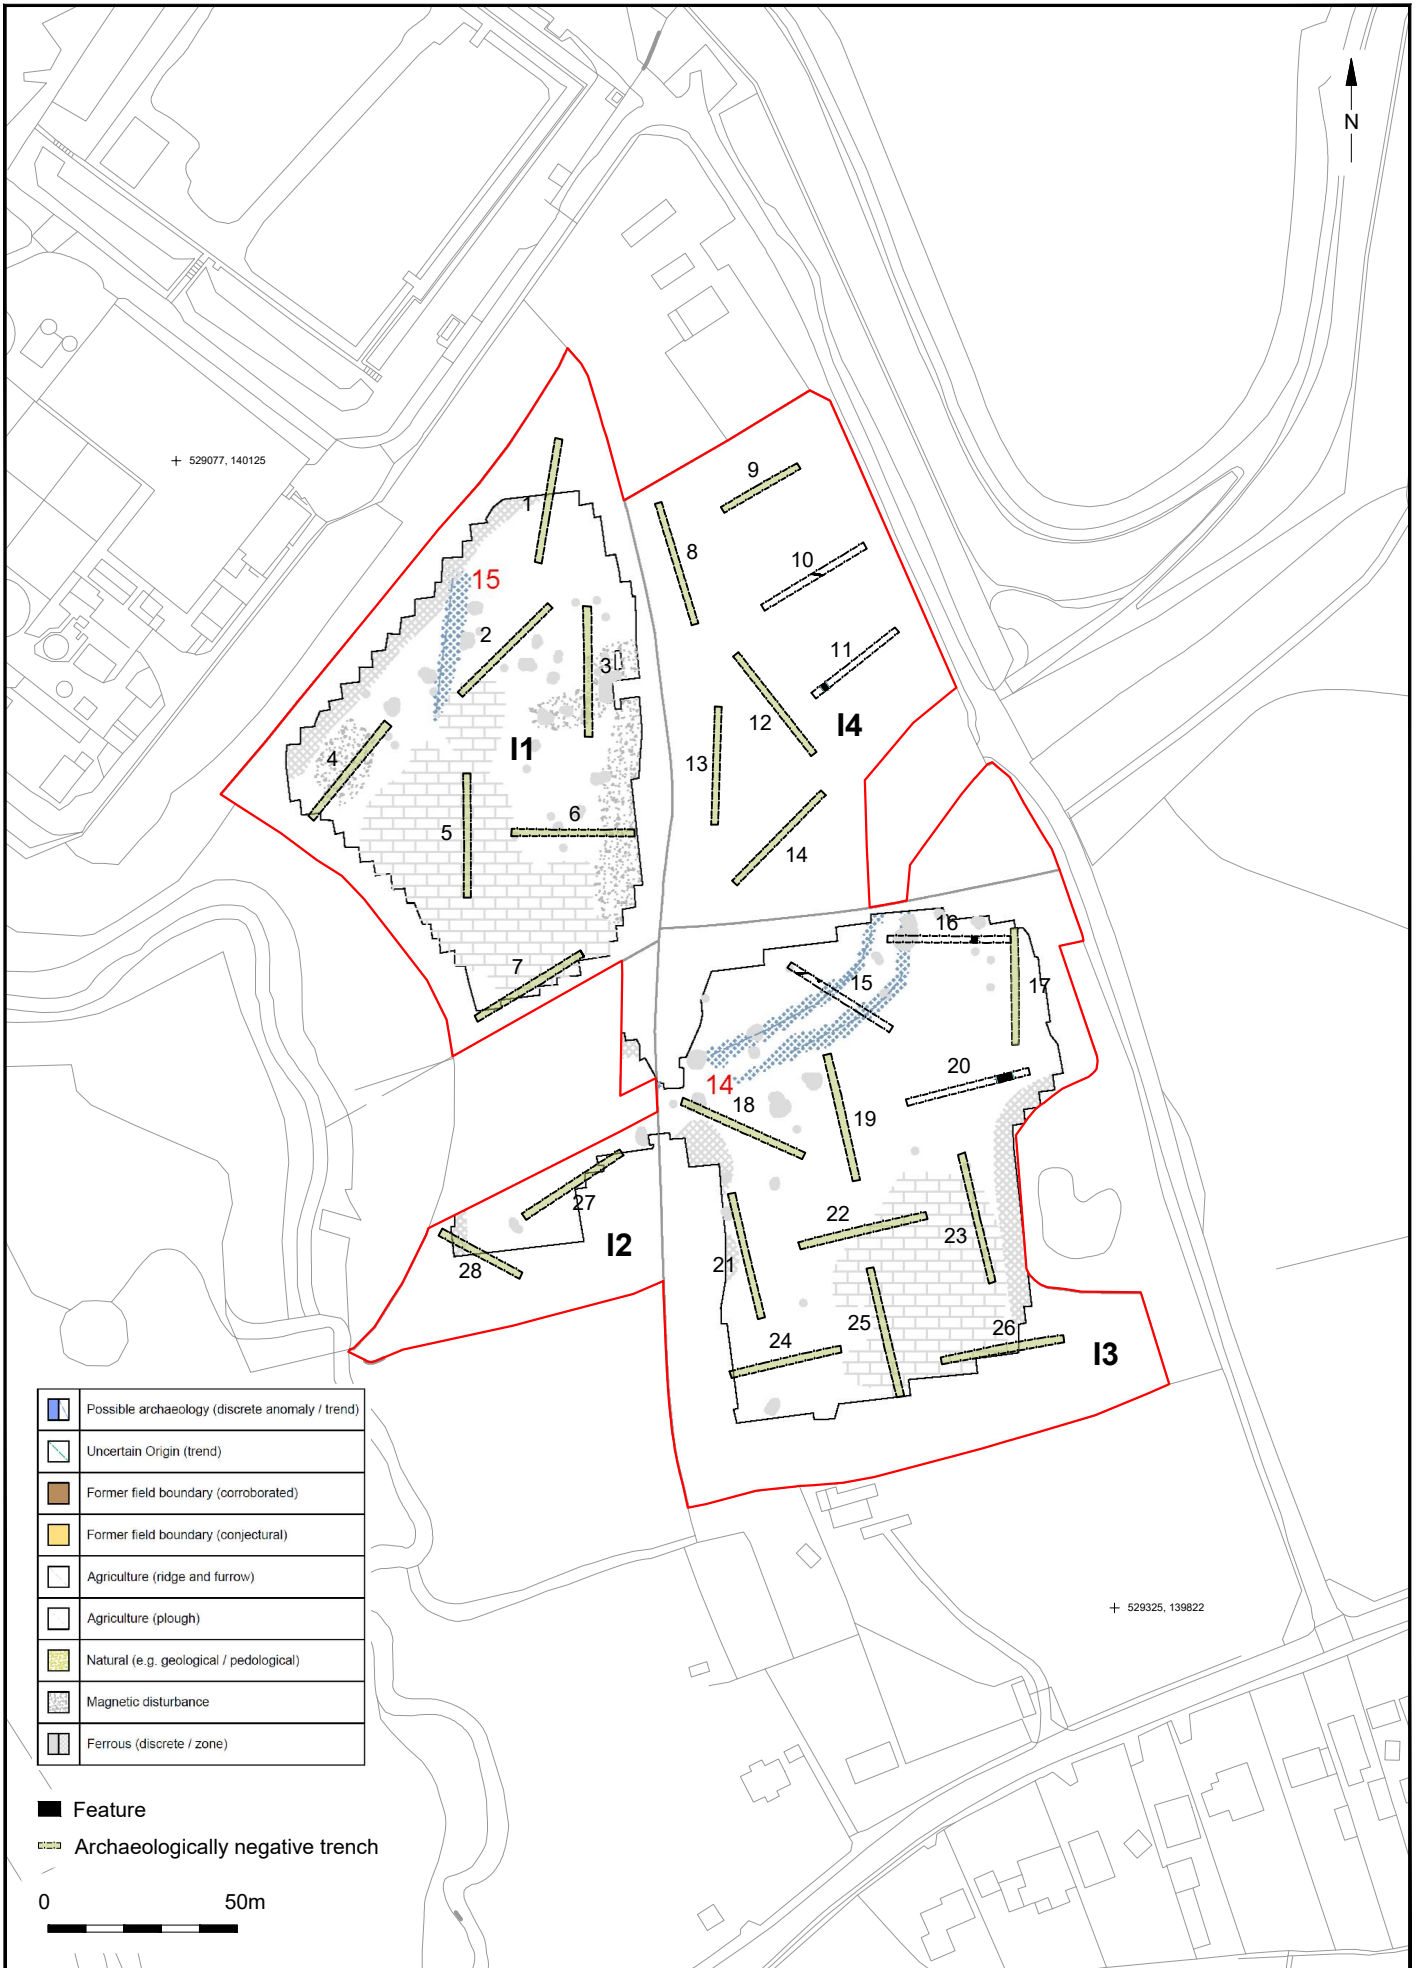 N
529077, 140125
1
9
8
10
15
2
3
11
12
I4
4
I1
13
5
6
14
7
16
15
17
14
18
20
19
27
I2
28
21
22
23
25
24
26
I3
Possible archaeology (discrete anomaly / trend)
Uncertain Origin (trend)
Former field boundary (corroborated)
Former field boundary (conjectural)
Agriculture (ridge and furrow)
Agriculture (plough)
Natural (e.g. geological / pedological)
Magnetic disturbance
Ferrous (discrete / zone)
529325, 139822
Feature
Archaeologically negative trench
0 50m